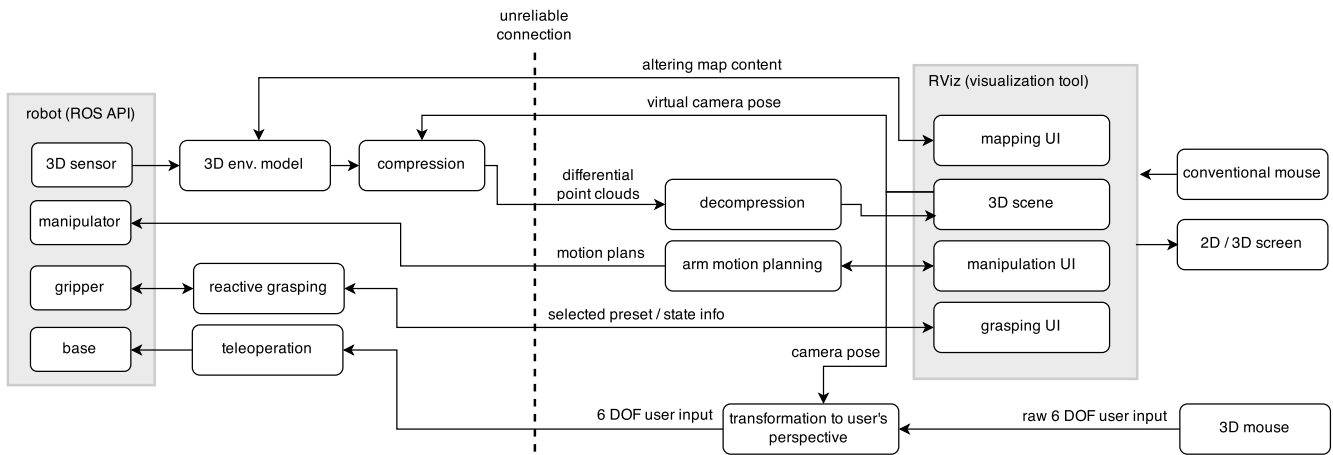 unreliable
connection
altering map content
RViz (visualization tool)
virtual camera pose
robot (ROS API)
mapping UI
3D sensor
3D env. model
compression
conventional mouse
differential
point clouds
decompression
3D scene
manipulator
2D / 3D screen
motion plans
arm motion planning
manipulation UI
gripper
reactive grasping
selected preset / state info
grasping UI
base
teleoperation
camera pose
6 DOF user input
transformation to user's
perspective
raw 6 DOF user input
3D mouse